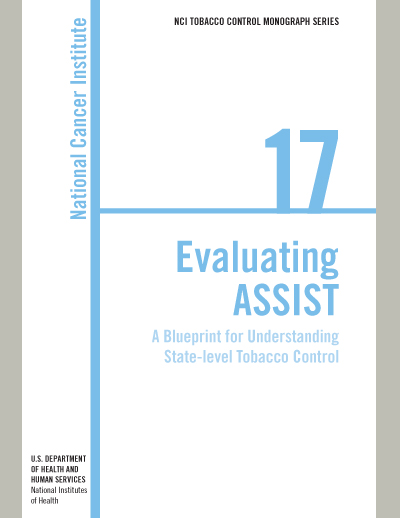 NCI TOBACCO CONTROL MONOGRAPH SERIES
National Cancer Institute
17
Evaluating
ASSIST
A Blueprint for Understanding
State-level Tobacco Control
U.S. DEPARTMENT
OF HEALTH AND
HUMAN SERVICES
National Institutes
of Health